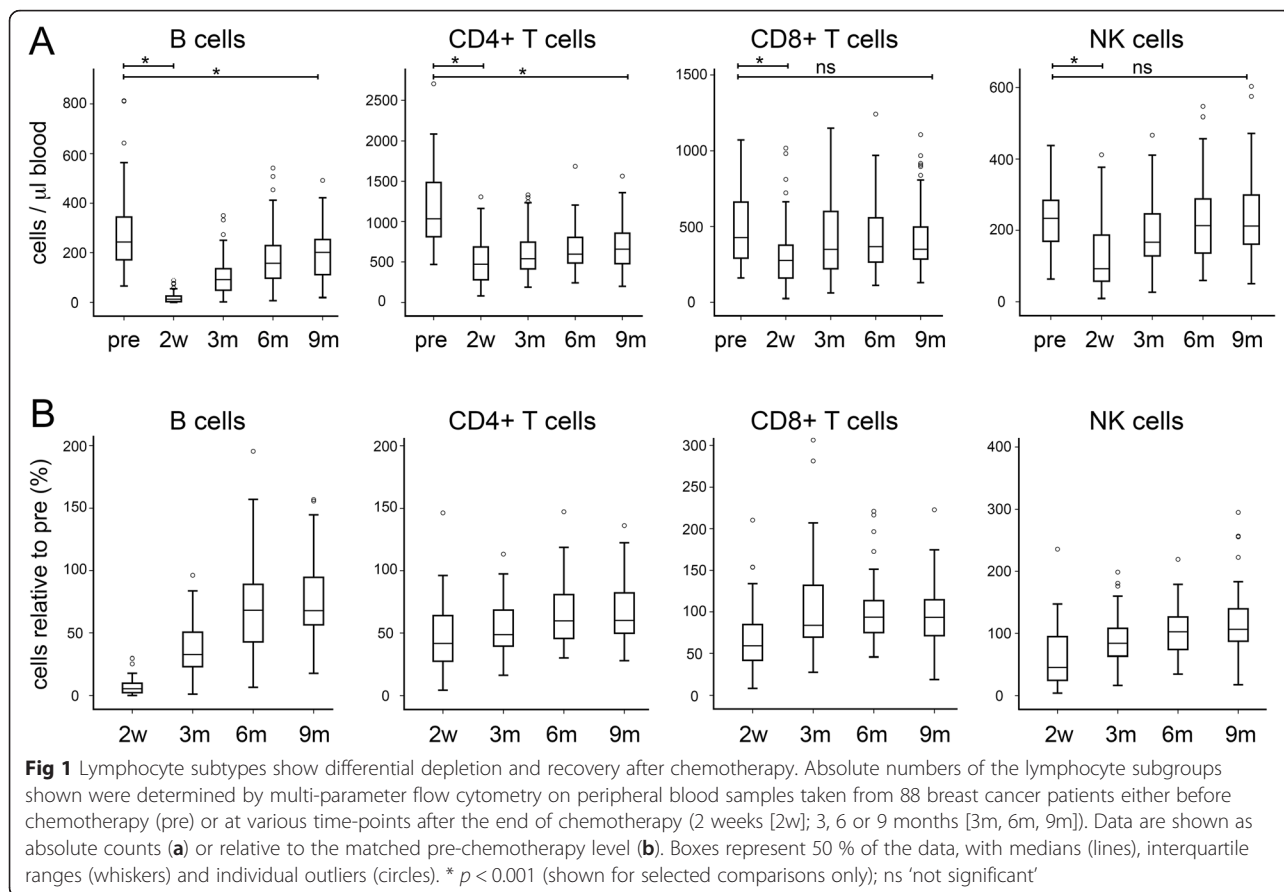 A
B cells
CD4+ T cells
CD8+ T cells
NK cells
* * * * * ns * ns
cells / µl blood
800
600
400
200
0
pre 2w 3m 6m 9m
2500
2000
1500
1000
500
0
pre 2w 3m 6m 9m
1500
1000
500
0
pre 2w 3m 6m 9m
600
400
200
0
pre 2w 3m 6m 9m
B
B cells
CD4+ T cells
CD8+ T cells
NK cells
cells relative to pre (%)
200
150
100
50
0
2w 3m 6m 9m
200
150
100
50
0
2w 3m 6m 9m
300
250
200
150
100
50
0
2w 3m 6m 9m
400
300
200
100
0
2w 3m 6m 9m
Fig 1 Lymphocyte subtypes show differential depletion and recovery after chemotherapy. Absolute numbers of the lymphocyte subgroups
shown were determined by multi-parameter flow cytometry on peripheral blood samples taken from 88 breast cancer patients either before
chemotherapy (pre) or at various time-points after the end of chemotherapy (2 weeks [2w]; 3, 6 or 9 months [3m, 6m, 9m]). Data are shown as
absolute counts (a) or relative to the matched pre-chemotherapy level (b). Boxes represent 50 % of the data, with medians (lines), interquartile
ranges (whiskers) and individual outliers (circles). * p < 0.001 (shown for selected comparisons only); ns 'not significant'